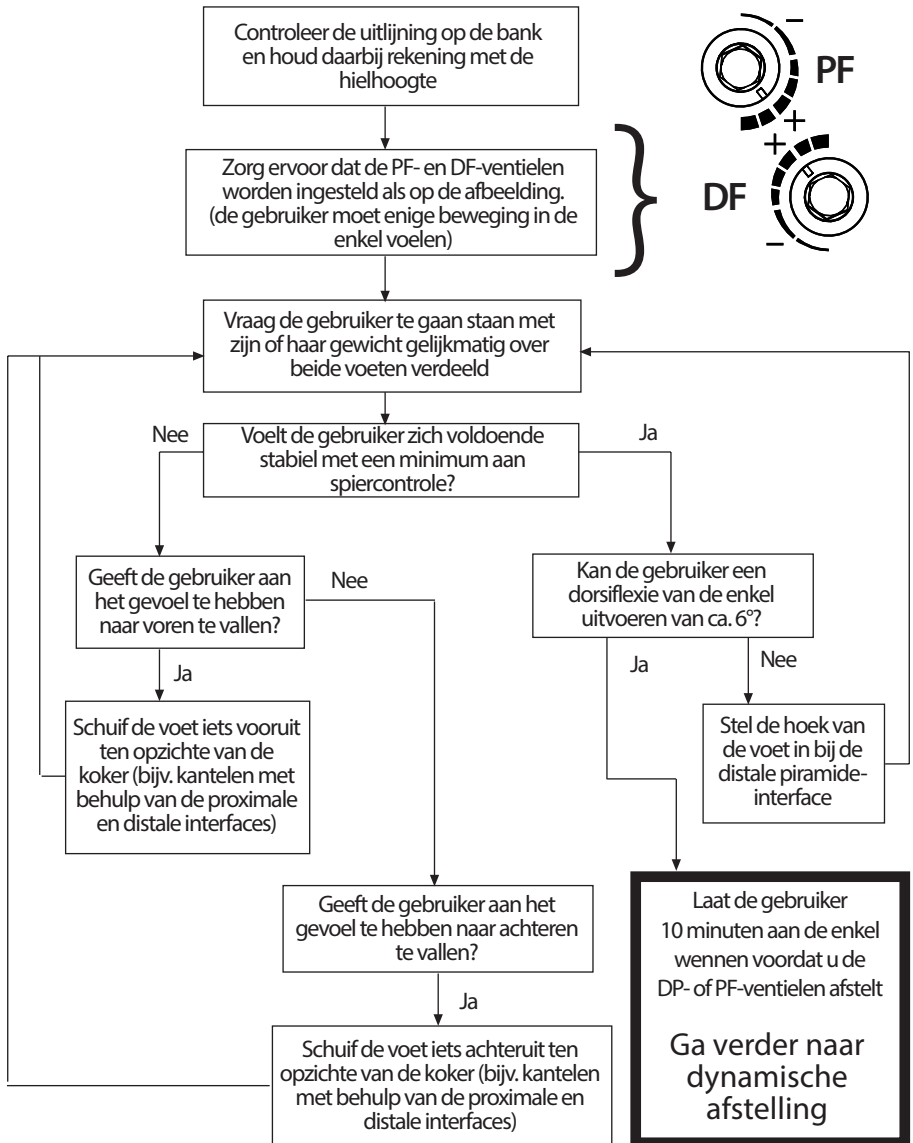 Controleer de uitlijning op de bank
en houd daarbij rekening met de
hielhoogte
−
PF
+
+
DF
−
Zorg ervoor dat de PF- en DF-ventielen
worden ingesteld als op de afbeelding.
(de gebruiker moet enige beweging in de
enkel voelen)
Vraag de gebruiker te gaan staan met
zijn of haar gewicht gelijkmatig over
beide voeten verdeeld
Nee
Voelt de gebruiker zich voldoende
stabiel met een minimum aan
spiercontrole?
Ja
Geeft de gebruiker aan
het gevoel te hebben
naar voren te vallen?
Nee
Kan de gebruiker een
dorsiflexie van de enkel
uitvoeren van ca. 6°?
Ja
Ja
Nee
Schuif de voet iets vooruit
ten opzichte van de
koker (bijv. kantelen met
behulp van de proximale
en distale interfaces)
Stel de hoek van
de voet in bij de
distale piramide-
interface
Geeft de gebruiker aan het
gevoel te hebben naar achteren
te vallen?
Ja
Schuif de voet iets achteruit ten
opzichte van de koker (bijv. kantelen
met behulp van de proximale en
distale interfaces)
Laat de gebruiker
10 minuten aan de enkel
wennen voordat u de
DP- of PF-ventielen afstelt
Ga verder naar
dynamische
afstelling